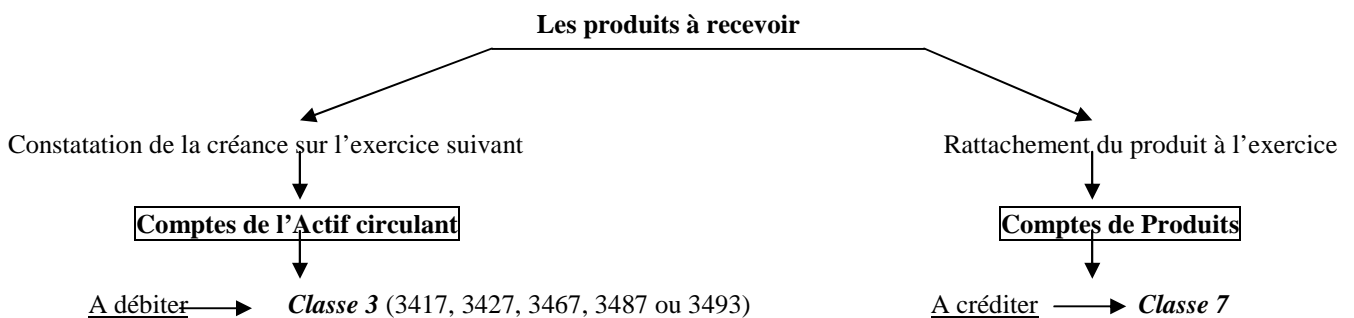 Les produits à recevoir
Constatation de la créance sur l'exercice suivant Rattachement du produit à l'exercice
Comptes de l'Actif circulant Comptes de Produits
A débiter Classe 3 (3417, 3427, 3467, 3487 ou 3493) A créditer Classe 7